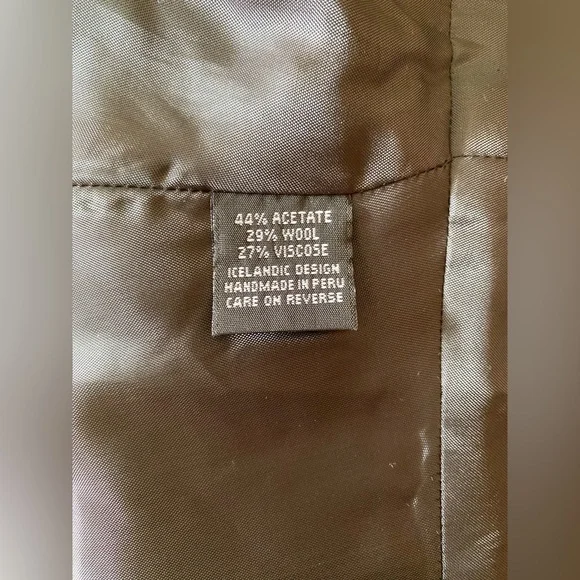 44% ACETATE
29% WOOL
27% VISCOSE
ICELANDIC DESIGN
HANDMADE IN PERU
CARE ON REVERSE